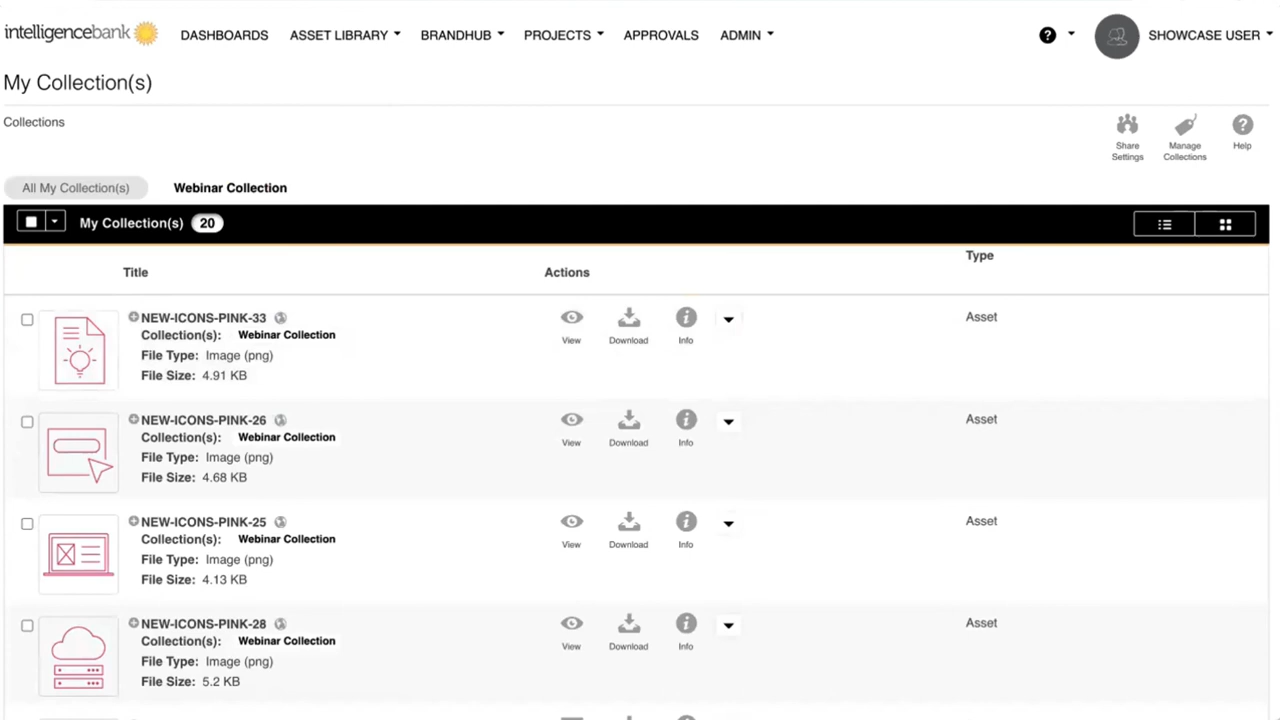 intelligencebank DASHBOARDS ASSET LIBRARY BRANDHUB PROJECTS APPROVALS ADMIN ? SHOWCASE USER
My Collection(s)
Collections
Share Settings
Manage Collections
? Help
All My Collection(s) Webinar Collection
My Collection(s) 20
Title Actions Type
NEW-ICONS-PINK-33
Collection(s): Webinar Collection
File Type: Image (png)
File Size: 4.91 KB
View Download Info
Asset
NEW-ICONS-PINK-26
Collection(s): Webinar Collection
File Type: Image (png)
File Size: 4.68 KB
View Download Info
Asset
NEW-ICONS-PINK-25
Collection(s): Webinar Collection
File Type: Image (png)
File Size: 4.13 KB
View Download Info
Asset
NEW-ICONS-PINK-28
Collection(s): Webinar Collection
File Type: Image (png)
File Size: 5.2 KB
View Download Info
Asset